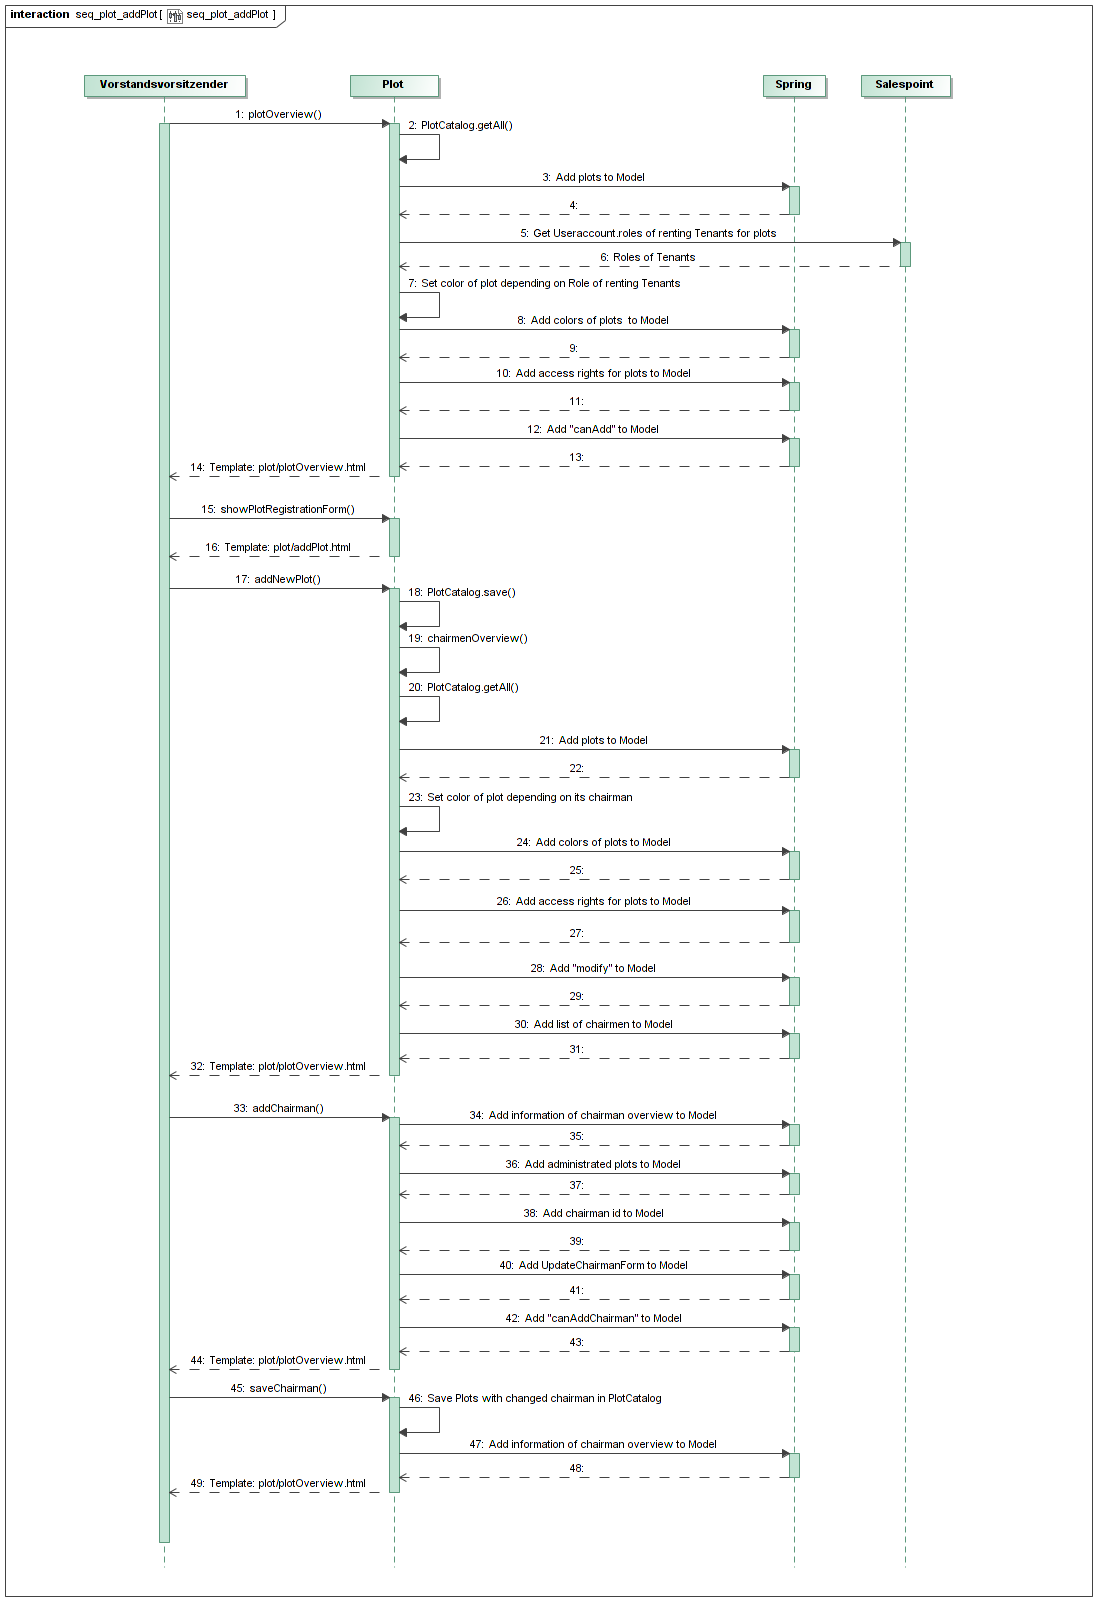 interaction seq_plot_addPlot[ seq_plot_addPlot ]
Vorstandsvorsitzender
Plot
Spring
Salespoint
1: plotOverview()
2: PlotCatalog.getAll()
3: Add plots to Model
4:
5: Get Useraccount.roles of renting Tenants for plots
6: Roles of Tenants
7: Set color of plot depending on Role of renting Tenants
8: Add colors of plots to Model
9:
10: Add access rights for plots to Model
11:
12: Add "canAdd" to Model
13:
14: Template: plot/plotOverview.html
15: showPlotRegistrationForm()
16: Template: plot/addPlot.html
17: addNewPlot()
18: PlotCatalog.save()
19: chairmenOverview()
20: PlotCatalog.getAll()
21: Add plots to Model
22:
23: Set color of plot depending on its chairman
24: Add colors of plots to Model
25:
26: Add access rights for plots to Model
27:
28: Add "modify" to Model
29:
30: Add list of chairmen to Model
31:
32: Template: plot/plotOverview.html
33: addChairman()
34: Add information of chairman overview to Model
35:
36: Add administrated plots to Model
37:
38: Add chairman id to Model
39:
40: Add UpdateChairmanForm to Model
41:
42: Add "canAddChairman" to Model
43:
44: Template: plot/plotOverview.html
45: saveChairman()
46: Save Plots with changed chairman in PlotCatalog
47: Add information of chairman overview to Model
48:
49: Template: plot/plotOverview.html